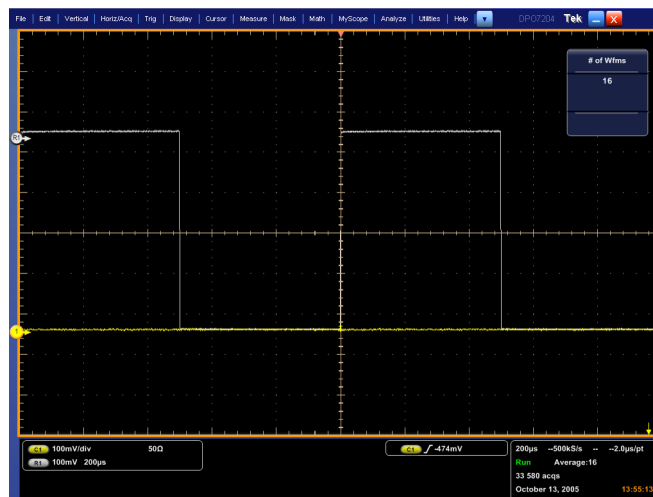 File | Edit | Vertical | Horiz/Acq | Trig | Display | Cursor | Measure | Mask | Math | MyScope | Analyze | Utilities | Help
DPO7204 Tek X
# of Wfms
16
R1
1
C1 100mV/div 50Ω
R1 100mV 200µs
C1 -474mV
200µs --500kS/s -- --2.0µs/pt
Run Average:16
33 580 acqs
October 13, 2005 13:55:13